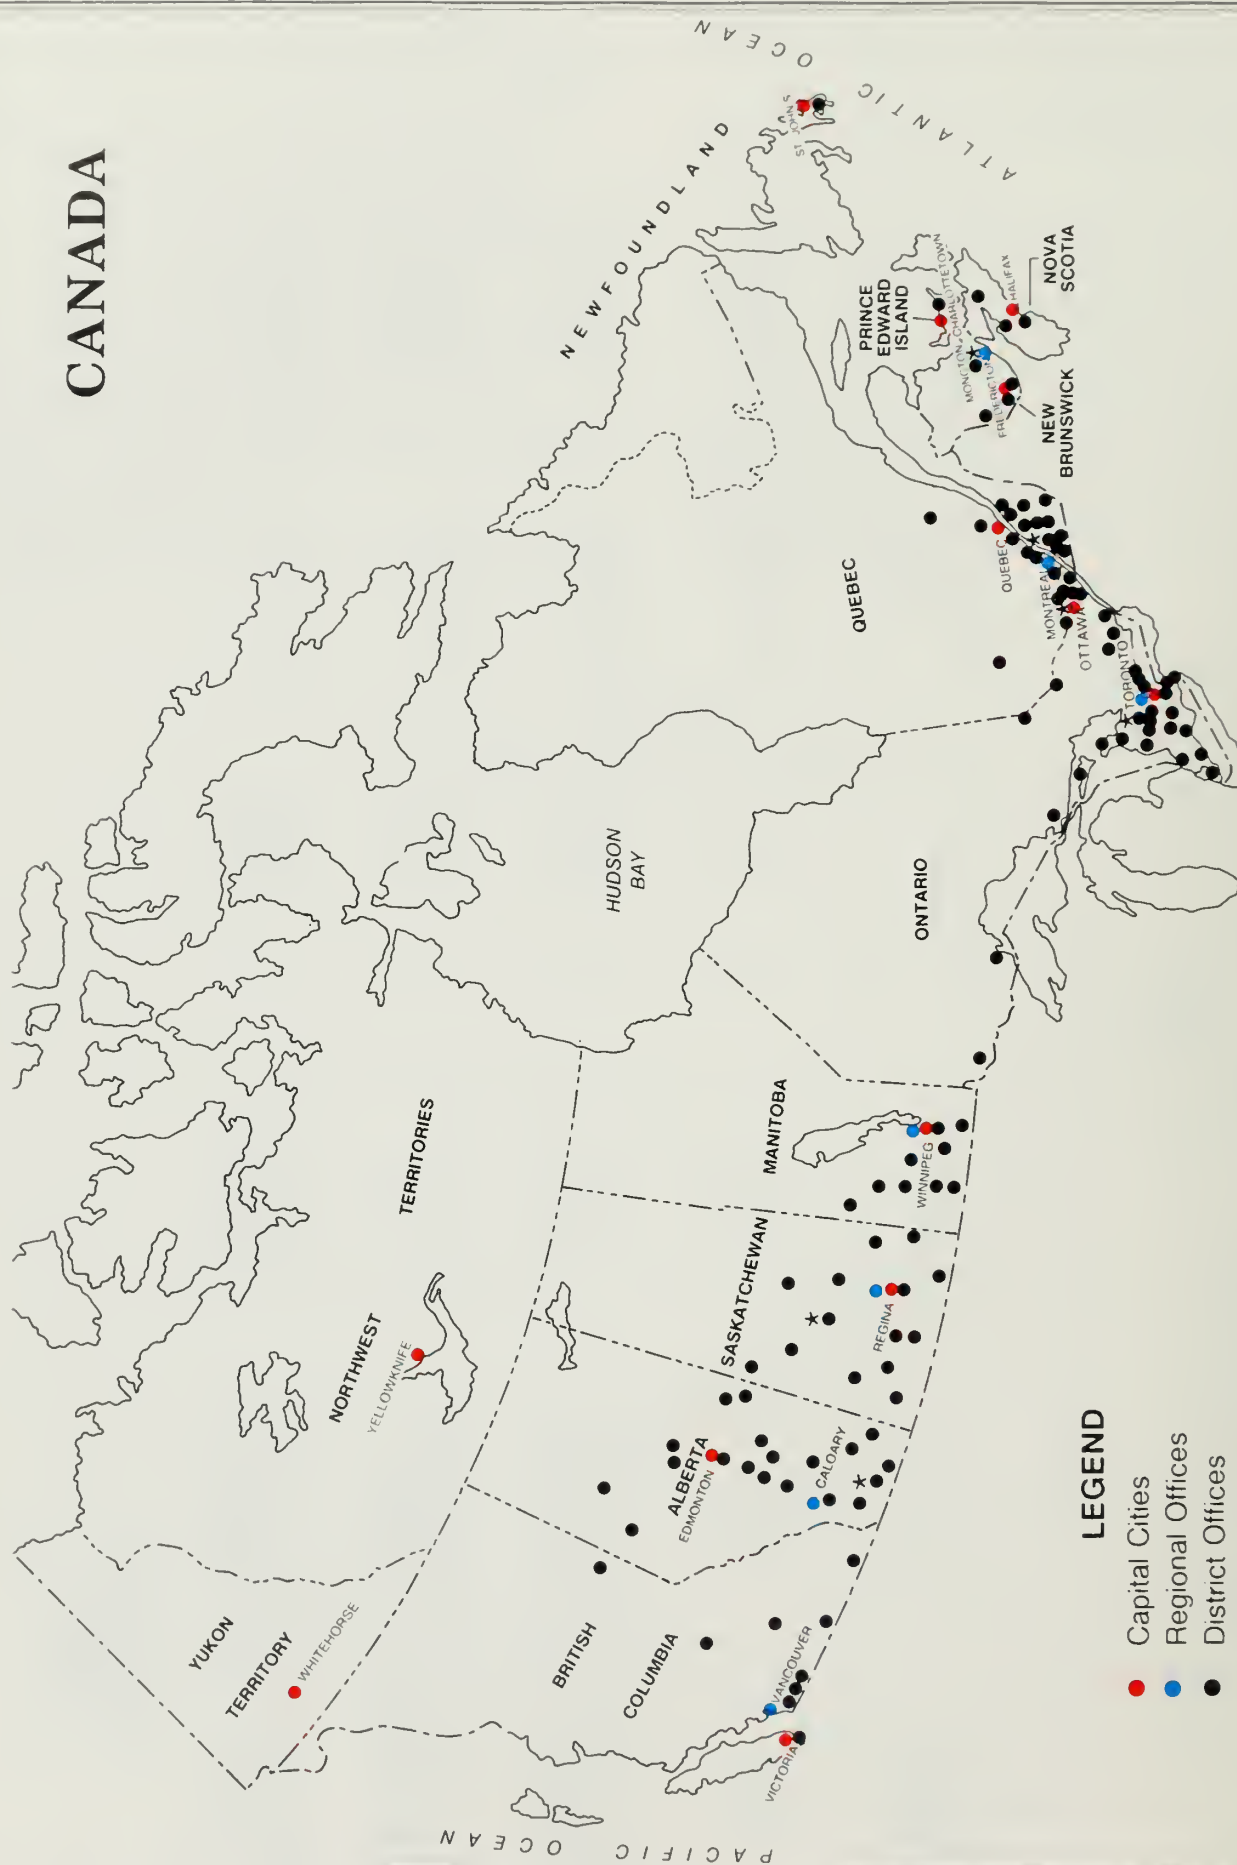 CANADA
ATLANTIC OCEAN
NEWFOUNDLAND
ST. JOHN'S
PRINCE
EDWARD
ISLAND
CHARLOTTETOWN
MONCTON
FREDERICTON
HALIFAX
NOVA
SCOTIA
NEW
BRUNSWICK
QUEBEC
QUEBEC
MONTREAL
OTTAWA
TORONTO
HUDSON
BAY
ONTARIO
MANITOBA
WINNIPEG
TERRITORIES
NORTHWEST
YELLOWKNIFE
SASKATCHEWAN
REGINA
ALBERTA
EDMONTON
CALGARY
YUKON
TERRITORY
WHITEHORSE
BRITISH
COLUMBIA
VANCOUVER
VICTORIA
PACIFIC OCEAN
LEGEND
Capital Cities
Regional Offices
District Offices